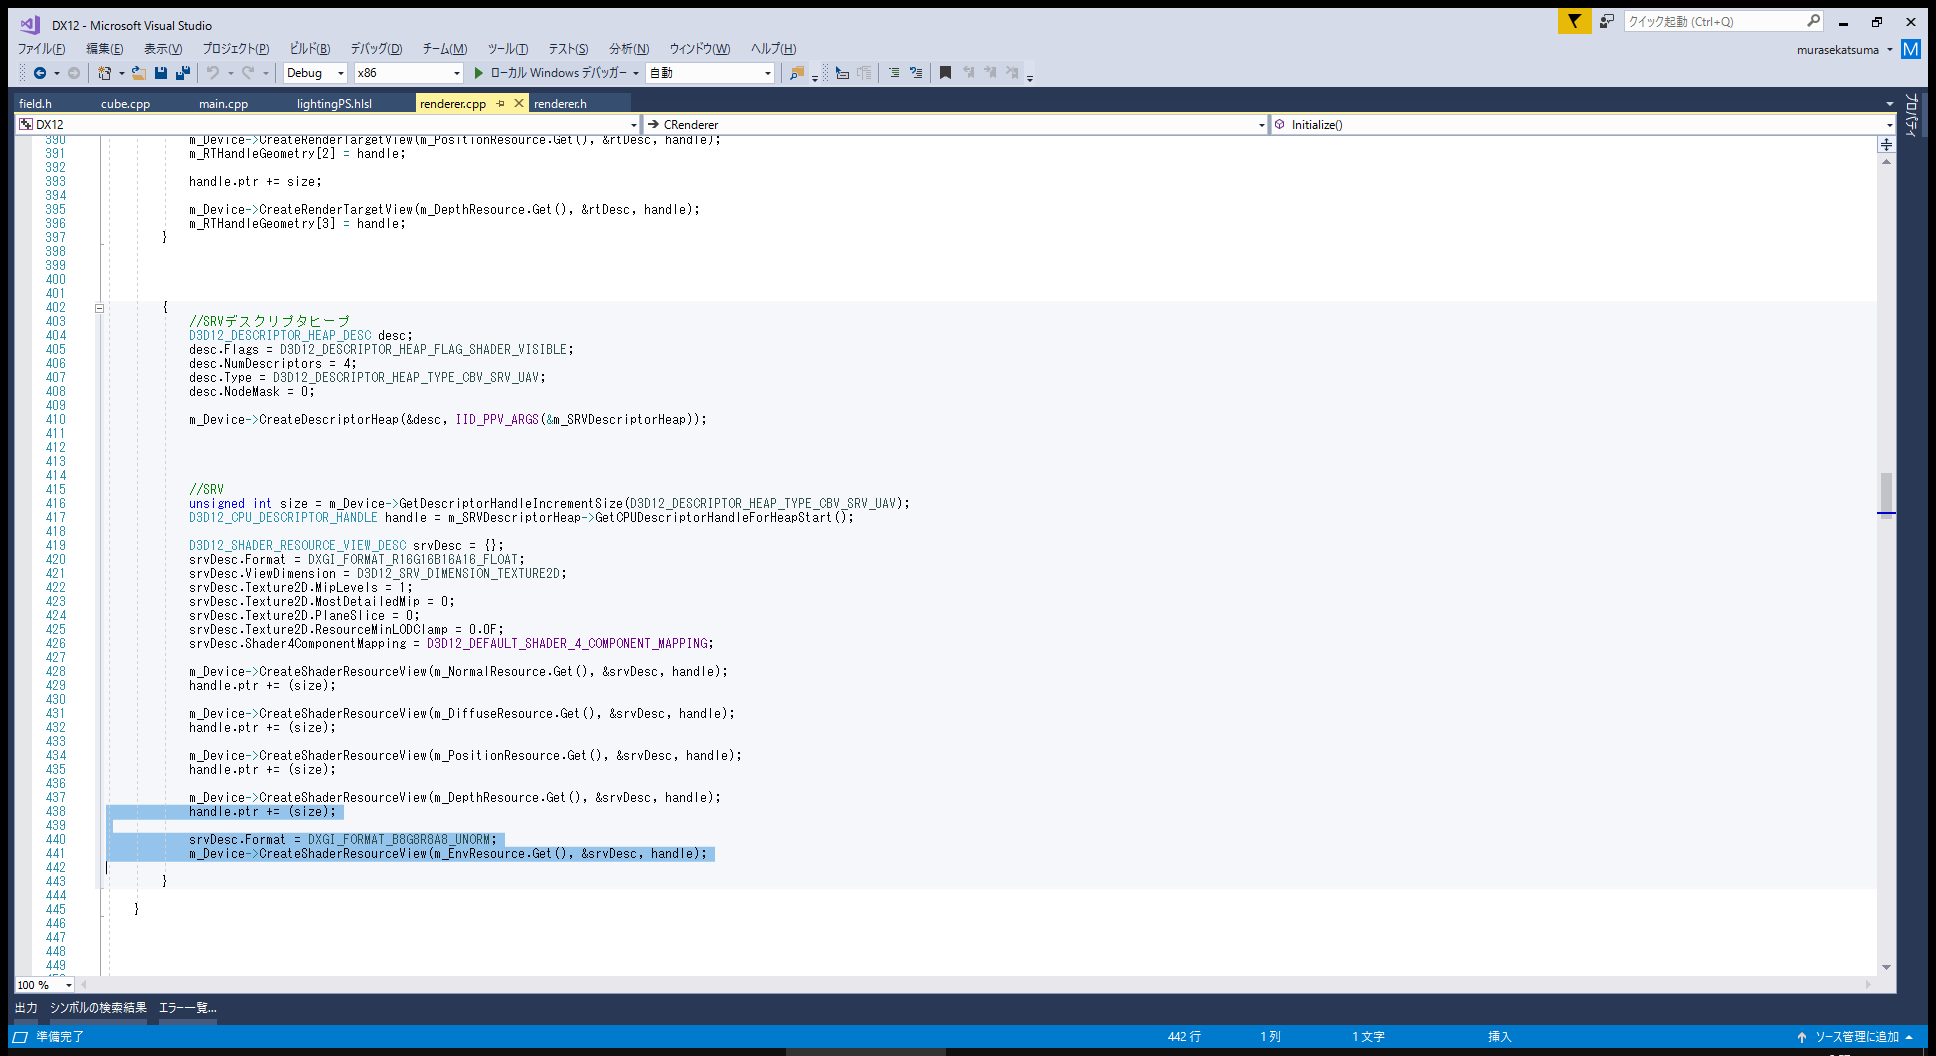 DX12 - Microsoft Visual Studio
クイック起動 (Ctrl+Q)
ファイル(F) 編集(E) 表示(V) プロジェクト(P) ビルド(B) デバッグ(D) チーム(M) ツール(T) テスト(S) 分析(N) ウィンドウ(W) ヘルプ(H)
murasekatsuma M
Debug x86 ローカル Windows デバッガー 自動
field.h cube.cpp main.cpp lightingPS.hlsl renderer.cpp renderer.h
プロパティ
DX12 CRenderer Initialize()
390 m_Device->CreateRenderTargetView(m_PositionResource.Get(), &rtDesc, handle);
391 m_RTHandleGeometry[2] = handle;
392
393 handle.ptr += size;
394
395 m_Device->CreateRenderTargetView(m_DepthResource.Get(), &rtDesc, handle);
396 m_RTHandleGeometry[3] = handle;
397 }
398
399
400
401
402 {
403 //SRVデスクリプタヒープ
404 D3D12_DESCRIPTOR_HEAP_DESC desc;
405 desc.Flags = D3D12_DESCRIPTOR_HEAP_FLAG_SHADER_VISIBLE;
406 desc.NumDescriptors = 4;
407 desc.Type = D3D12_DESCRIPTOR_HEAP_TYPE_CBV_SRV_UAV;
408 desc.NodeMask = 0;
409
410 m_Device->CreateDescriptorHeap(&desc, IID_PPV_ARGS(&m_SRVDescriptorHeap));
411
412
413
414
415 //SRV
416 unsigned int size = m_Device->GetDescriptorHandleIncrementSize(D3D12_DESCRIPTOR_HEAP_TYPE_CBV_SRV_UAV);
417 D3D12_CPU_DESCRIPTOR_HANDLE handle = m_SRVDescriptorHeap->GetCPUDescriptorHandleForHeapStart();
418
419 D3D12_SHADER_RESOURCE_VIEW_DESC srvDesc = {};
420 srvDesc.Format = DXGI_FORMAT_R16G16B16A16_FLOAT;
421 srvDesc.ViewDimension = D3D12_SRV_DIMENSION_TEXTURE2D;
422 srvDesc.Texture2D.MipLevels = 1;
423 srvDesc.Texture2D.MostDetailedMip = 0;
424 srvDesc.Texture2D.PlaneSlice = 0;
425 srvDesc.Texture2D.ResourceMinLODClamp = 0.0F;
426 srvDesc.Shader4ComponentMapping = D3D12_DEFAULT_SHADER_4_COMPONENT_MAPPING;
427
428 m_Device->CreateShaderResourceView(m_NormalResource.Get(), &srvDesc, handle);
429 handle.ptr += (size);
430
431 m_Device->CreateShaderResourceView(m_DiffuseResource.Get(), &srvDesc, handle);
432 handle.ptr += (size);
433
434 m_Device->CreateShaderResourceView(m_PositionResource.Get(), &srvDesc, handle);
435 handle.ptr += (size);
436
437 m_Device->CreateShaderResourceView(m_DepthResource.Get(), &srvDesc, handle);
438 handle.ptr += (size);
439
440 srvDesc.Format = DXGI_FORMAT_B8G8R8A8_UNORM;
441 m_Device->CreateShaderResourceView(m_EnvResource.Get(), &srvDesc, handle);
442
443 }
444
445 }
446
447
448
449
100 %
出力 シンボルの検索結果 エラー一覧...
準備完了 442 行 1 列 1 文字 挿入 ソース管理に追加